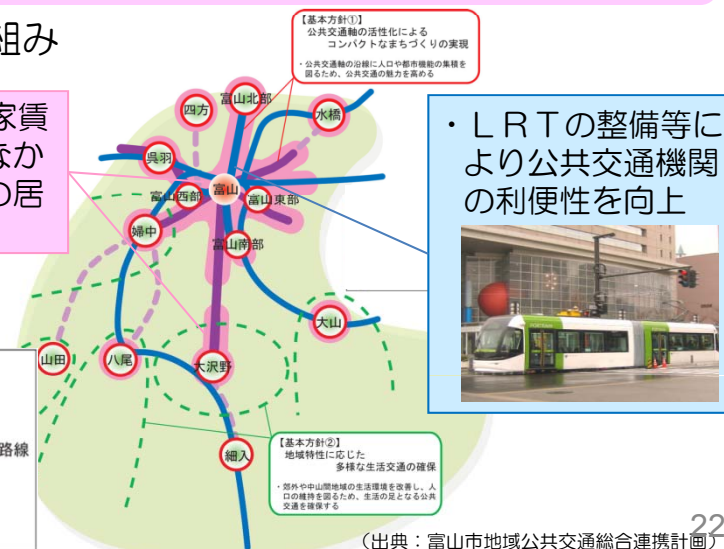 組み
家賃
なか
の居
【基本方針①】
公共交通軸の活性化による
コンパクトなまちづくりの実現
・公共交通軸の沿線に人口や都市機能の集積を
図るため、公共交通の魅力を高める
・ＬＲＴの整備等に
より公共交通機関
の利便性を向上
四方
富山北部
水橋
呉羽
富山
富山西部
富山東部
婦中
富山南部
大山
山田
八尾
大沢野
細入
路線
【基本方針②】
地域特性に応じた
多様な生活交通の確保
・郊外や中山間地域の生活環境を改善し、人
口の維持を図るため、生活の足となる公共
交通を確保する
（出典：富山市地域公共交通総合連携計画）
22